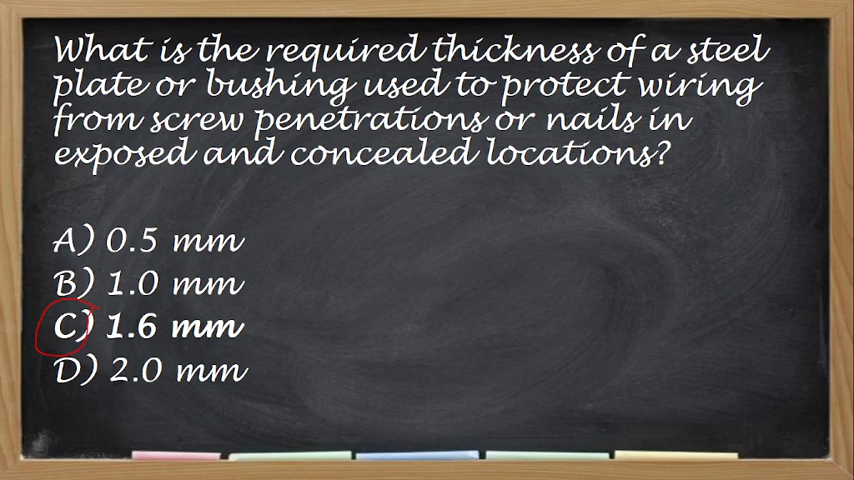 What is the required thickness of a steel
plate or bushing used to protect wiring
from screw penetrations or nails in
exposed and concealed locations?
A) 0.5 mm
B) 1.0 mm
C) 1.6 mm
D) 2.0 mm